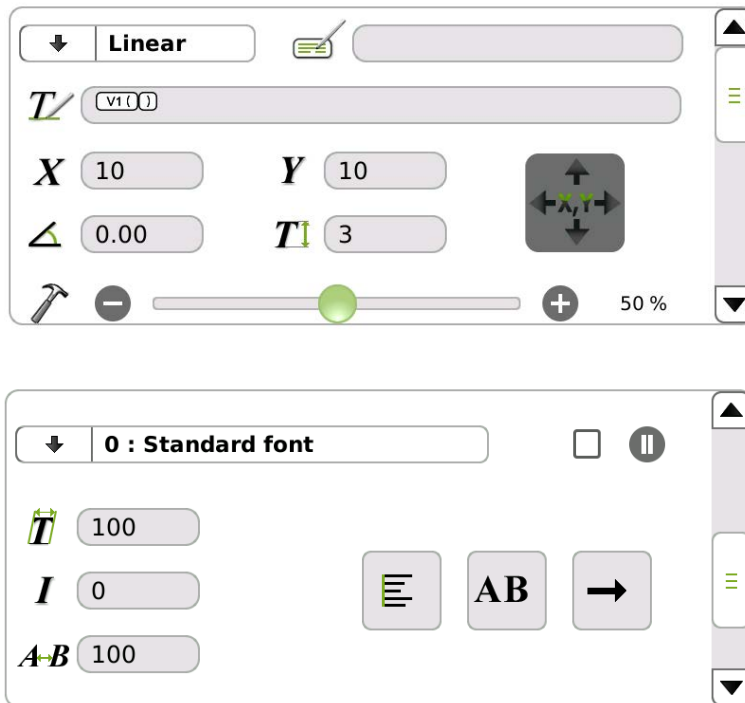 Linear
T
V1 ( )
X 10 Y 10
X,Y
0.00 T 3
50 %
0 : Standard font
T 100
I 0
AB
A B 100